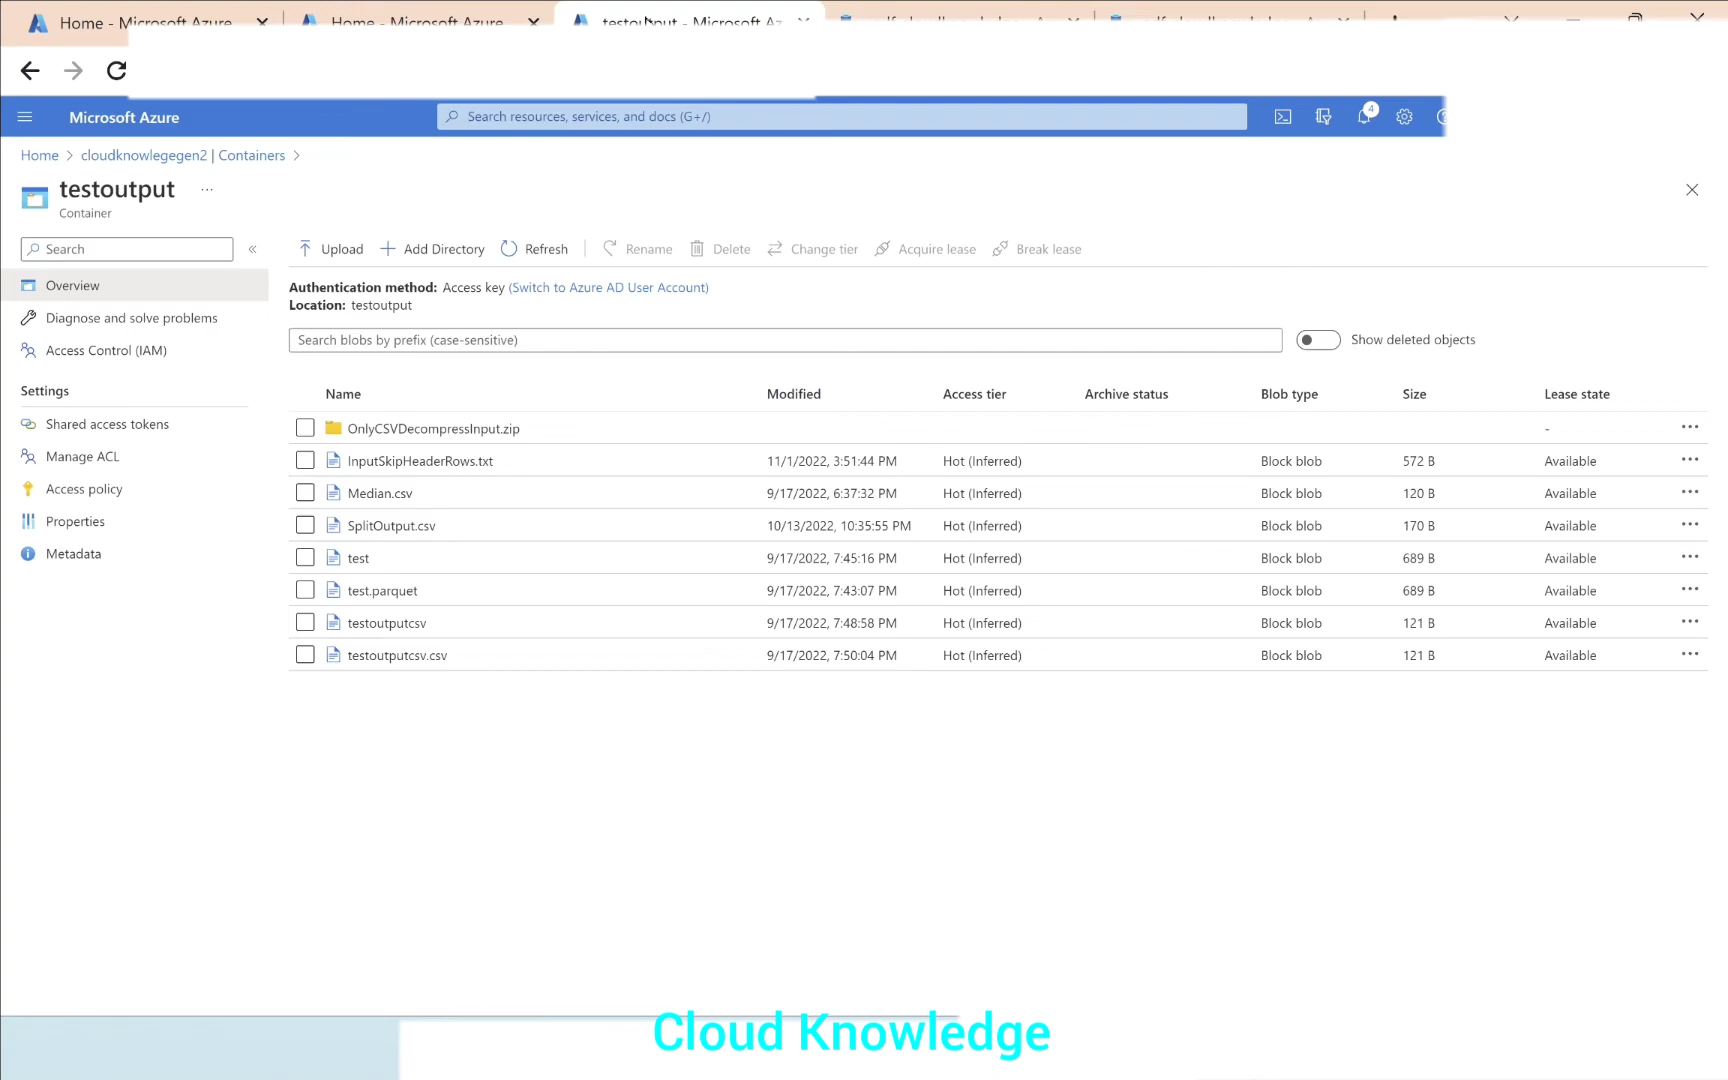 Home - Microsoft Azure
Home - Microsoft Azure
testoutput - Microsoft Az
Microsoft Azure
Search resources, services, and docs (G+/)
4
Home > cloudknowlegegen2 | Containers >
testoutput ...
Container
Search
«
Upload
Add Directory
Refresh
Rename
Delete
Change tier
Acquire lease
Break lease
Overview
Diagnose and solve problems
Access Control (IAM)
Settings
Shared access tokens
Manage ACL
Access policy
Properties
Metadata
Authentication method: Access key (Switch to Azure AD User Account)
Location: testoutput
Search blobs by prefix (case-sensitive)
Show deleted objects
Name Modified Access tier Archive status Blob type Size Lease state
OnlyCSVDecompressInput.zip -
InputSkipHeaderRows.txt 11/1/2022, 3:51:44 PM Hot (Inferred) Block blob 572 B Available
Median.csv 9/17/2022, 6:37:32 PM Hot (Inferred) Block blob 120 B Available
SplitOutput.csv 10/13/2022, 10:35:55 PM Hot (Inferred) Block blob 170 B Available
test 9/17/2022, 7:45:16 PM Hot (Inferred) Block blob 689 B Available
test.parquet 9/17/2022, 7:43:07 PM Hot (Inferred) Block blob 689 B Available
testoutputcsv 9/17/2022, 7:48:58 PM Hot (Inferred) Block blob 121 B Available
testoutputcsv.csv 9/17/2022, 7:50:04 PM Hot (Inferred) Block blob 121 B Available
Cloud Knowledge